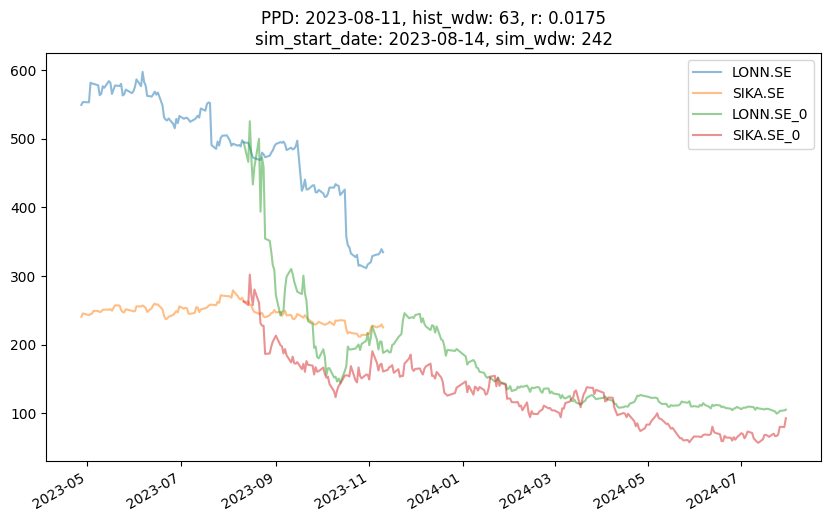 PPD: 2023-08-11, hist_wdw: 63, r: 0.0175
sim_start_date: 2023-08-14, sim_wdw: 242
LONN.SE
SIKA.SE
LONN.SE_0
SIKA.SE_0
600
500
400
300
200
100
2023-05
2023-07
2023-09
2023-11
2024-01
2024-03
2024-05
2024-07